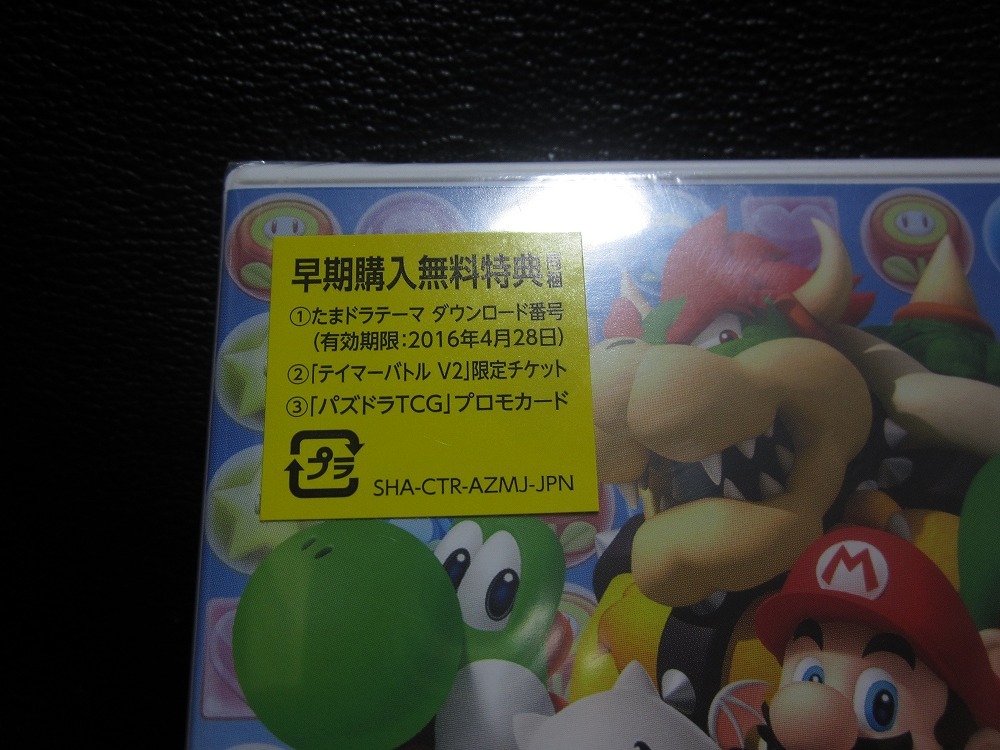 早期購入無料特典同梱
①たまドラテーマ ダウンロード番号
(有効期限:2016年4月28日)
②「テイマーバトル V2」限定チケット
③「パズドラTCG」プロモカード
プラ
SHA-CTR-AZMJ-JPN
M